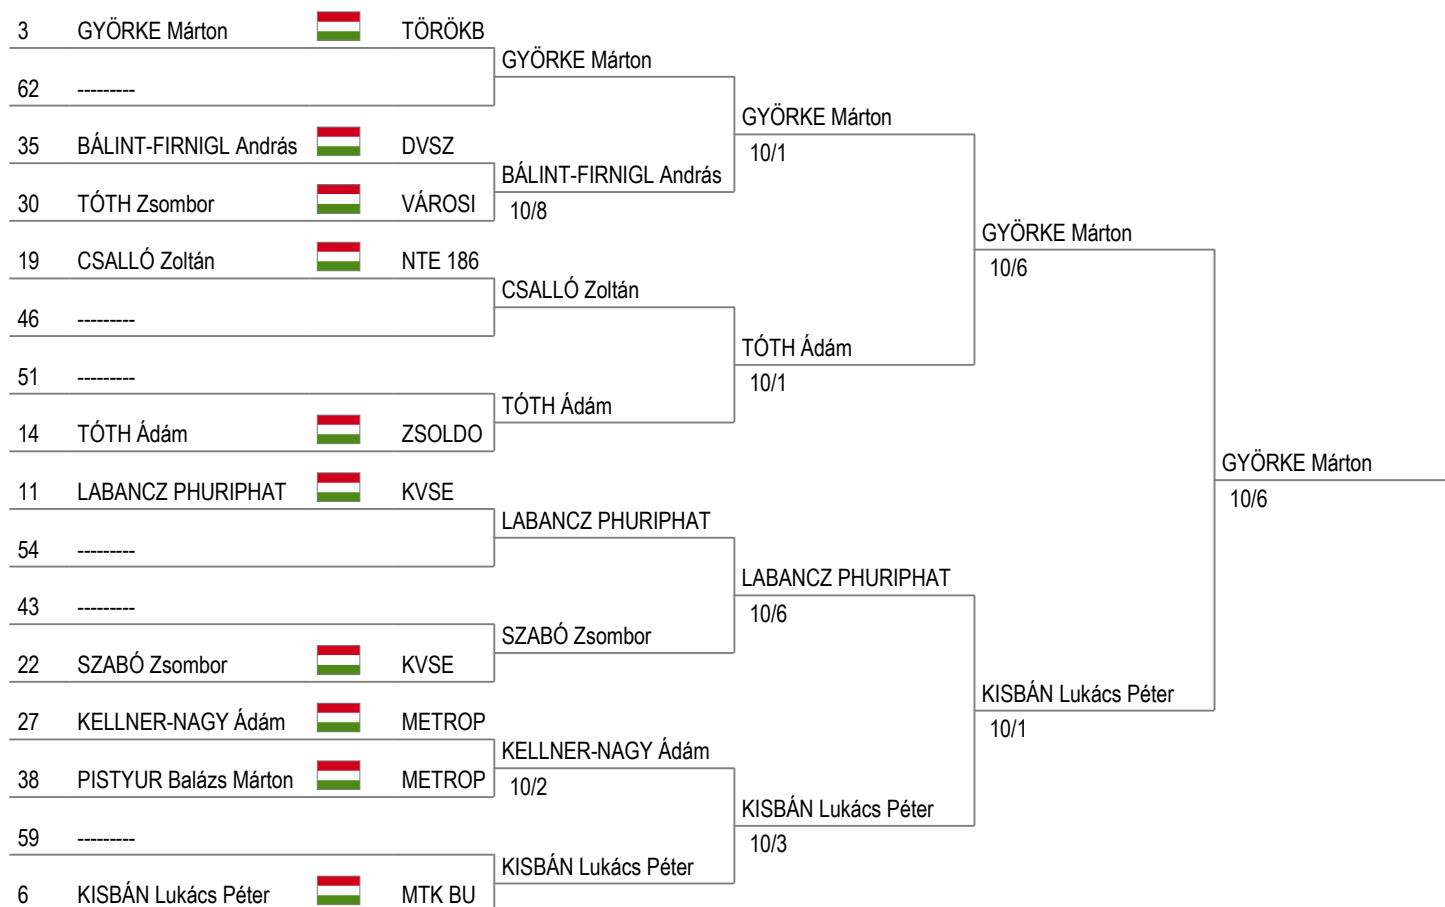 3 GYÖRKE Márton TÖRÖKB
GYÖRKE Márton
62 ---------
GYÖRKE Márton
10/1
35 BÁLINT-FIRNIGL András DVSZ
BÁLINT-FIRNIGL András
10/8
30 TÓTH Zsombor VÁROSI
GYÖRKE Márton
10/6
19 CSALLÓ Zoltán NTE 186
CSALLÓ Zoltán
46 ---------
TÓTH Ádám
10/1
51 ---------
TÓTH Ádám
14 TÓTH Ádám ZSOLDO
GYÖRKE Márton
10/6
11 LABANCZ PHURIPHAT KVSE
LABANCZ PHURIPHAT
54 ---------
LABANCZ PHURIPHAT
10/6
43 ---------
SZABÓ Zsombor
22 SZABÓ Zsombor KVSE
KISBÁN Lukács Péter
10/1
27 KELLNER-NAGY Ádám METROP
KELLNER-NAGY Ádám
10/2
38 PISTYUR Balázs Márton METROP
KISBÁN Lukács Péter
10/3
59 ---------
KISBÁN Lukács Péter
6 KISBÁN Lukács Péter MTK BU